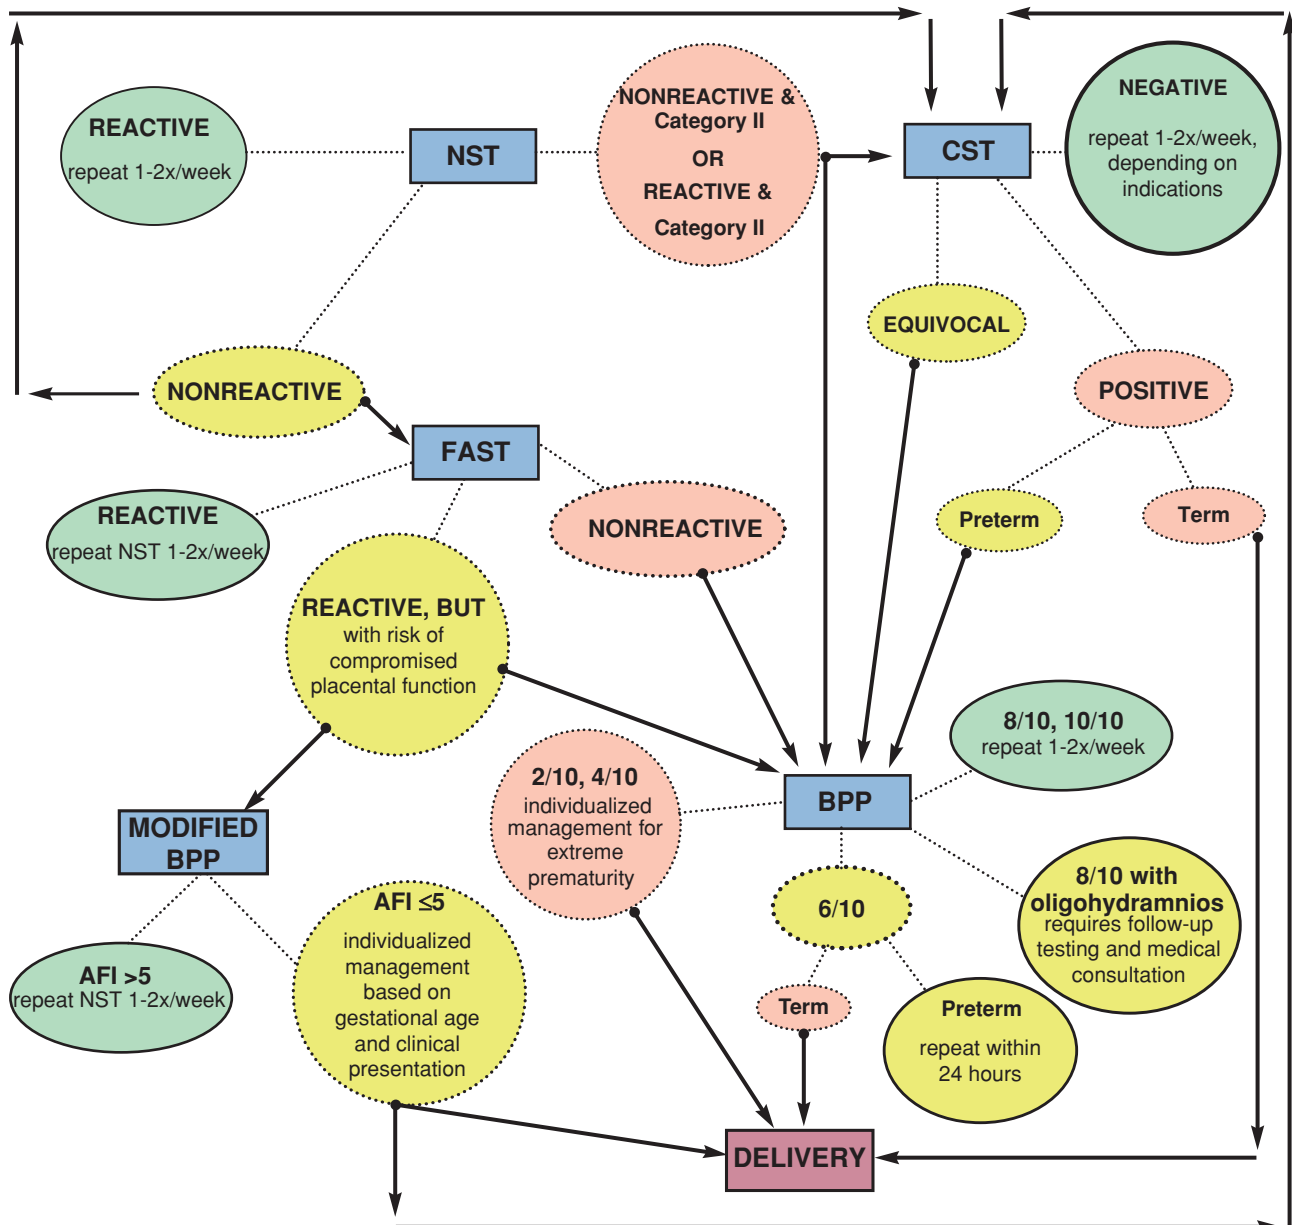 REACTIVE
repeat 1-2x/week
NST
NONREACTIVE &
Category II
OR
REACTIVE &
Category II
CST
NEGATIVE
repeat 1-2x/week,
depending on
indications
EQUIVOCAL
NONREACTIVE
POSITIVE
FAST
REACTIVE
repeat NST 1-2x/week
NONREACTIVE
Preterm
Term
REACTIVE, BUT
with risk of
compromised
placental function
8/10, 10/10
repeat 1-2x/week
2/10, 4/10
individualized
management for
extreme
prematurity
BPP
MODIFIED
BPP
8/10 with
oligohydramnios
requires follow-up
testing and medical
consultation
6/10
AFI ≤5
individualized
management
based on
gestational age
and clinical
presentation
AFI >5
repeat NST 1-2x/week
Term
Preterm
repeat within
24 hours
DELIVERY